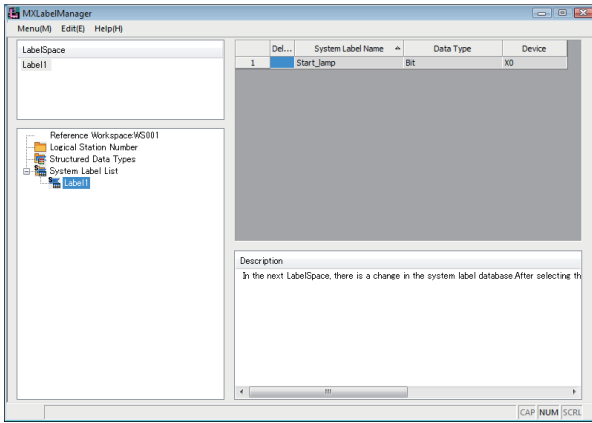 MXLabelManager
Menu(M) Edit(E) Help(H)
LabelSpace
Label1
Del... System Label Name Data Type Device
1 Start_lamp Bit X0
Reference Workspace:WS001
Logical Station Number
Structured Data Types
System Label List
Label1
Description
In the next LabelSpace, there is a change in the system label database.After selecting th
CAP NUM SCRL